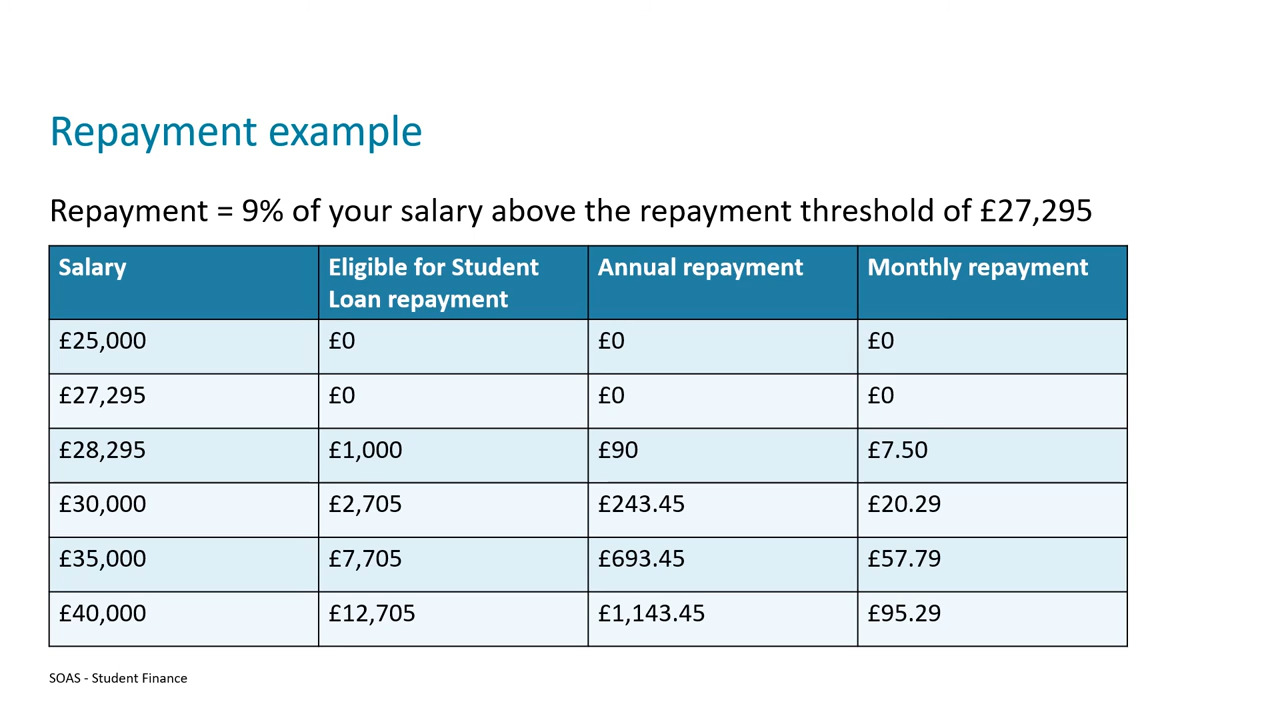 Repayment example
Repayment = 9% of your salary above the repayment threshold of £27,295
Salary
Eligible for Student
Loan repayment
Annual repayment
Monthly repayment
£25,000 £0 £0 £0
£27,295 £0 £0 £0
£28,295 £1,000 £90 £7.50
£30,000 £2,705 £243.45 £20.29
£35,000 £7,705 £693.45 £57.79
£40,000 £12,705 £1,143.45 £95.29
SOAS - Student Finance